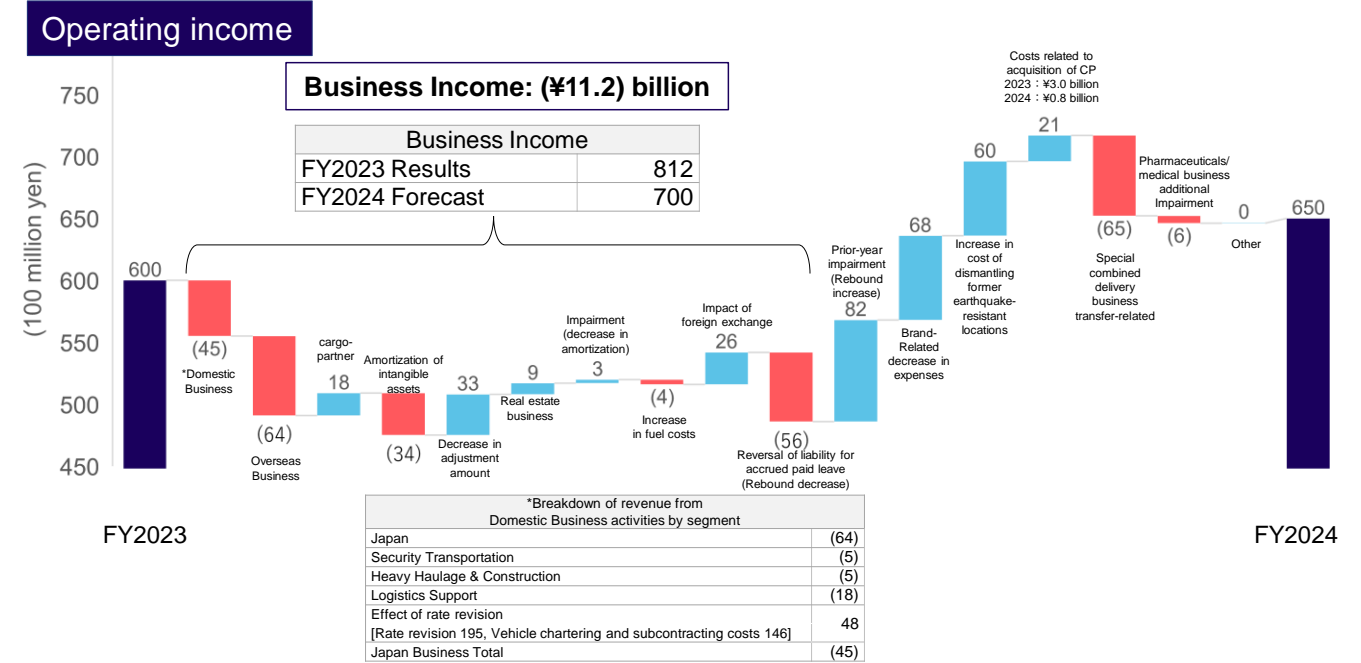 Operating income
Business Income: (¥11.2) billion
Business Income
FY2023 Results 812
FY2024 Forecast 700
Costs related to
acquisition of CP
2023：¥3.0 billion
2024：¥0.8 billion
(100 million yen)
750
700
650
600
550
500
450
600
(45)
*Domestic
Business
(64)
Overseas
Business
cargo-
partner
18
Amortization of
intangible
assets
(34)
33
Decrease in
adjustment
amount
9
Real estate
business
Impairment
(decrease in
amortization)
3
(4)
Increase
in fuel costs
Impact of
foreign exchange
26
(56)
Reversal of liability for
accrued paid leave
(Rebound decrease)
Prior-year
impairment
(Rebound
increase)
82
68
Brand-
Related
decrease in
expenses
60
Increase in
cost of
dismantling
former
earthquake-
resistant
locations
21
(65)
Special
combined
delivery
business
transfer-related
Pharmaceuticals/
medical business
additional
Impairment
(6)
0
Other
650
FY2023
FY2024
*Breakdown of revenue from
Domestic Business activities by segment
Japan (64)
Security Transportation (5)
Heavy Haulage & Construction (5)
Logistics Support (18)
Effect of rate revision
[Rate revision 195, Vehicle chartering and subcontracting costs 146] 48
Japan Business Total (45)